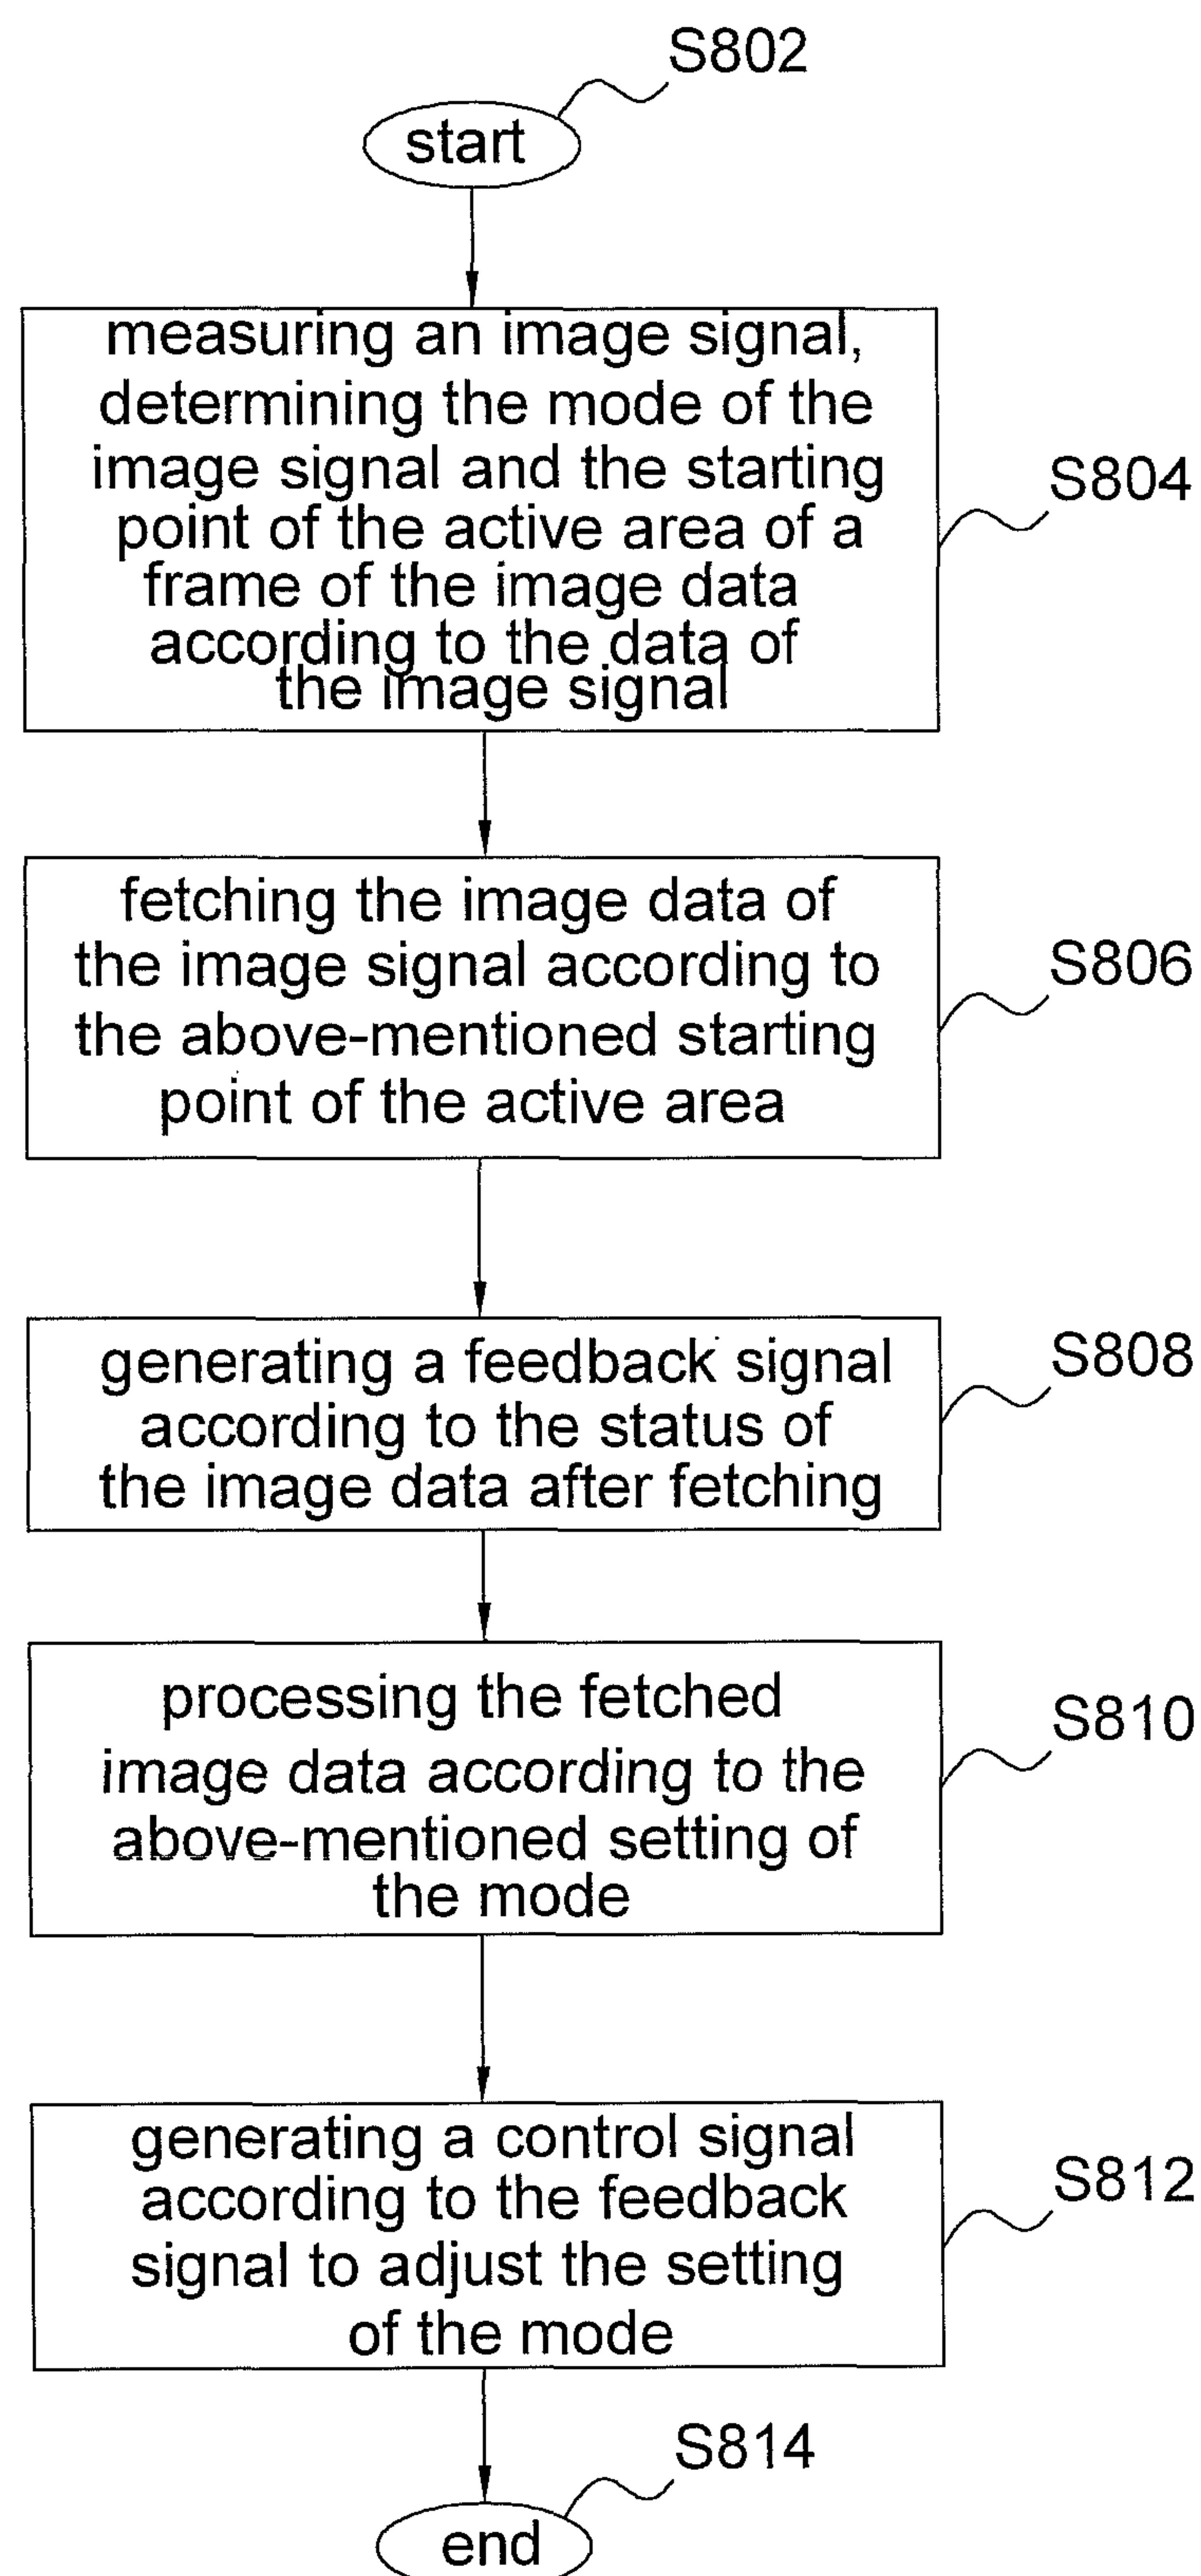 S802
start
measuring an image signal,
determining the mode of the
image signal and the starting
point of the active area of a
frame of the image data
according to the data of
the image signal
S804
fetching the image data of
the image signal according to
the above-mentioned starting
point of the active area
S806
generating a feedback signal
according to the status of
the image data after fetching
S808
processing the fetched
image data according to the
above-mentioned setting of
the mode
S810
generating a control signal
according to the feedback
signal to adjust the setting
of the mode
S812
S814
end